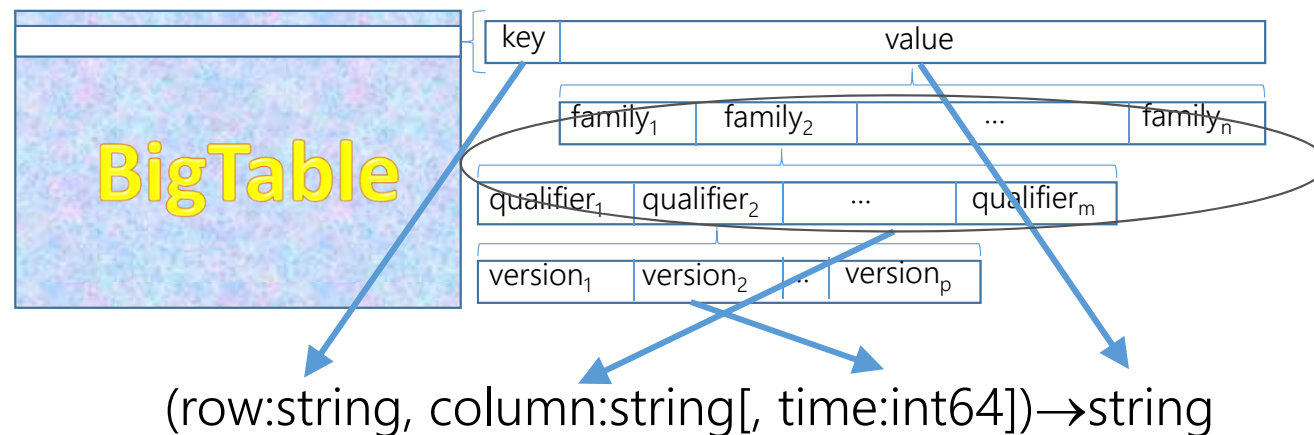 key value
family₁ family₂ ... familyₙ
BigTable
qualifier₁ qualifier₂ ... qualifierₘ
version₁ version₂ .. versionₚ
(row:string, column:string[, time:int64])→string